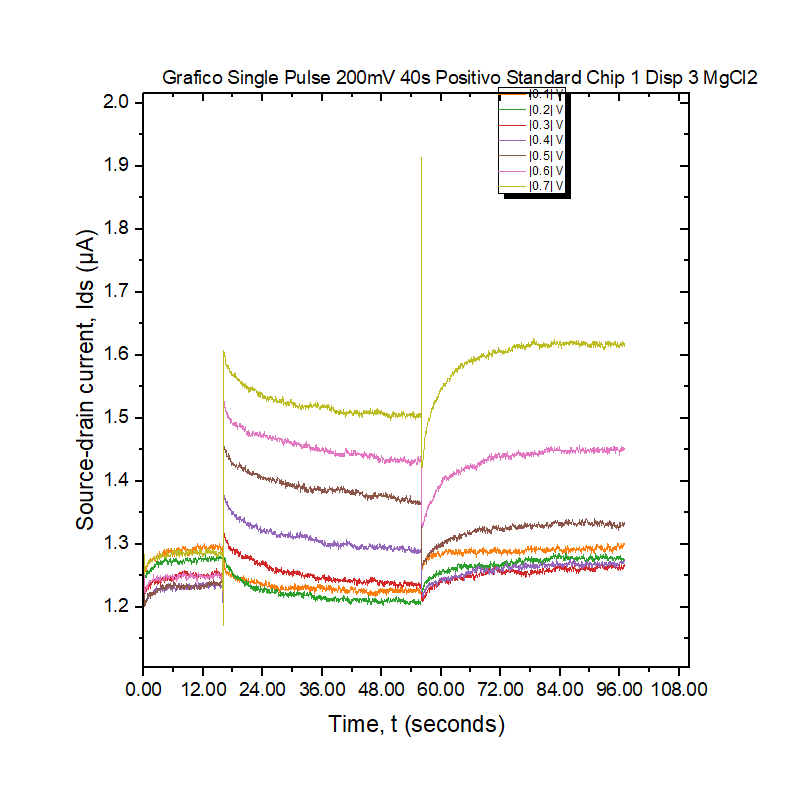 Grafico Single Pulse 200mV 40s Positivo Standard Chip 1 Disp 3 MgCl2
|0.1| V
|0.2| V
|0.3| V
|0.4| V
|0.5| V
|0.6| V
|0.7| V
Source-drain current, Ids (µA)
2.0
1.9
1.8
1.7
1.6
1.5
1.4
1.3
1.2
0.00 12.00 24.00 36.00 48.00 60.00 72.00 84.00 96.00 108.00
Time, t (seconds)